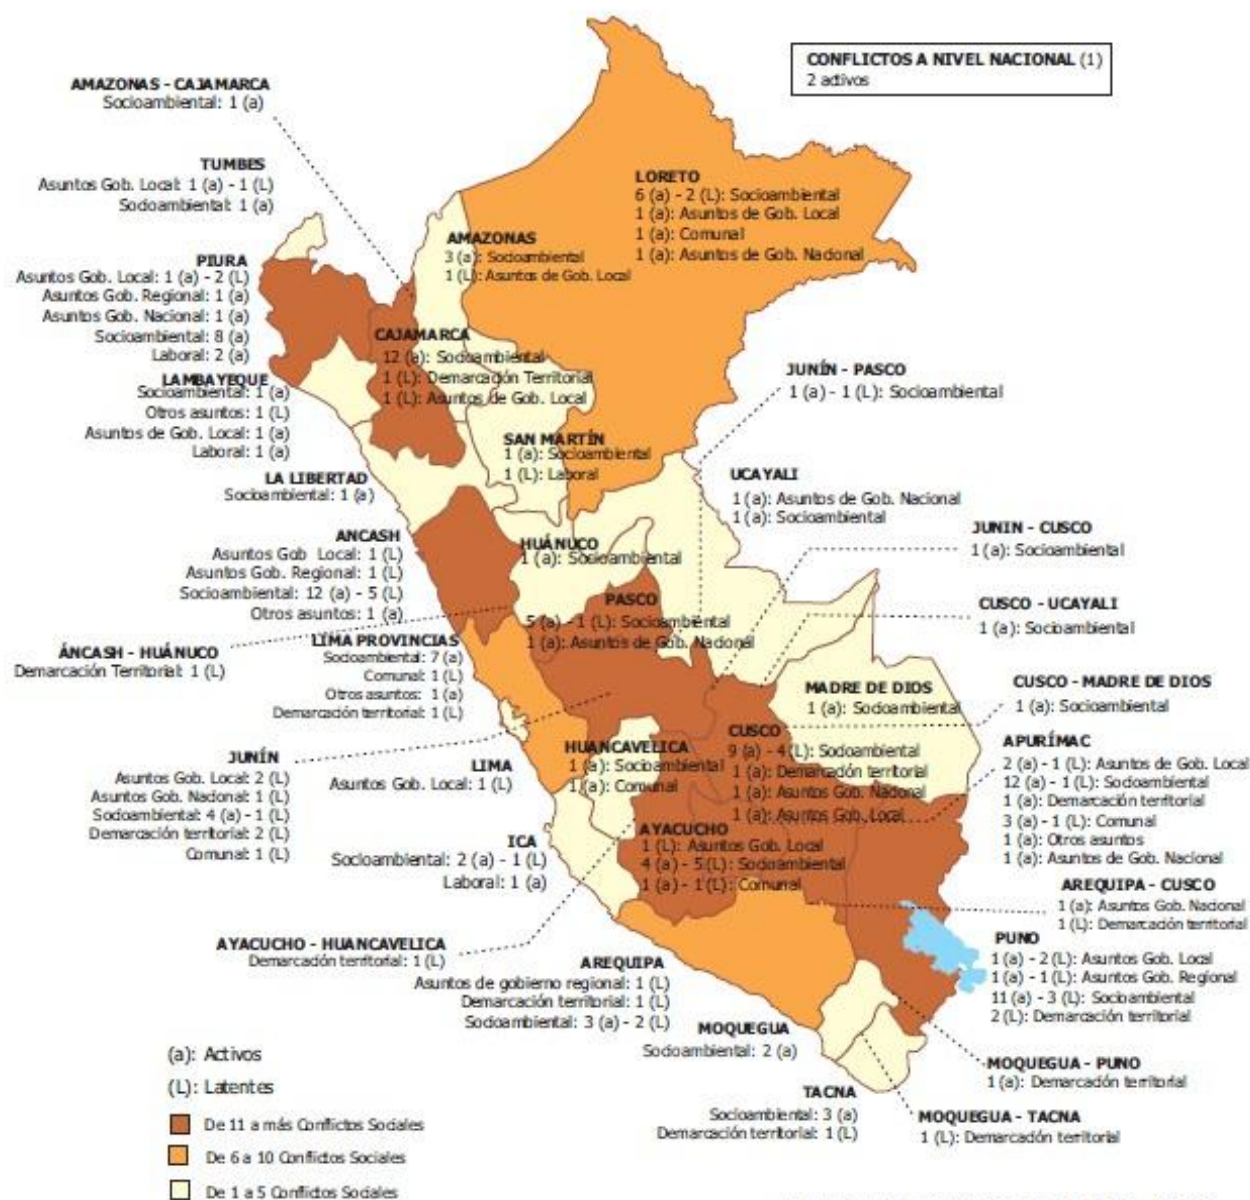 CONFLICTOS A NIVEL NACIONAL (1)
2 activos
AMAZONAS - CAJAMARCA
Socioambiental: 1 (a)
TUMBES
Asuntos Gob. Local: 1 (a) - 1 (L)
Socioambiental: 1 (a)
LORETO
6 (a) - 2 (L): Socioambiental
1 (a): Asuntos de Gob. Local
1 (a): Comunal
1 (a): Asuntos de Gob. Nacional
AMAZONAS
3 (a): Socioambiental
1 (L): Asuntos de Gob. Local
PIURA
Asuntos Gob. Local: 1 (a) - 2 (L)
Asuntos Gob. Regional: 1 (a)
Asuntos Gob. Nacional: 1 (a)
Socioambiental: 8 (a)
Laboral: 2 (a)
CAJAMARCA
12 (a): Socioambiental
1 (L): Demarcación Territorial
1 (L): Asuntos de Gob. Local
LAMBAYEQUE
Socioambiental: 1 (a)
Otros asuntos: 1 (L)
Asuntos de Gob. Local: 1 (a)
Laboral: 1 (a)
JUNÍN - PASCO
1 (a) - 1 (L): Socioambiental
SAN MARTÍN
1 (a): Socioambiental
1 (L): Laboral
LA LIBERTAD
Socioambiental: 1 (a)
UCAYALI
1 (a): Asuntos de Gob. Nacional
1 (a): Socioambiental
JUNIN - CUSCO
1 (a): Socioambiental
ANCASH
Asuntos Gob Local: 1 (L)
Asuntos Gob. Regional: 1 (L)
Socioambiental: 12 (a) - 5 (L)
Otros asuntos: 1 (a)
HUÁNUCO
1 (a): Socioambiental
PASCO
5 (a) - 1 (L): Socioambiental
1 (a): Asuntos de Gob. Nacional
CUSCO - UCAYALI
1 (a): Socioambiental
ÁNCASH - HUÁNUCO
Demarcación Territorial: 1 (L)
LIMA PROVINCIAS
Socioambiental: 7 (a)
Comunal: 1 (L)
Otros asuntos: 1 (a)
Demarcación territorial: 1 (L)
MADRE DE DIOS
1 (a): Socioambiental
CUSCO - MADRE DE DIOS
1 (a): Socioambiental
JUNÍN
Asuntos Gob. Local: 2 (L)
Asuntos Gob. Nacional: 1 (L)
Socioambiental: 4 (a) - 1 (L)
Demarcación territorial: 2 (L)
Comunal: 1 (L)
LIMA
Asuntos Gob. Local: 1 (L)
HUANCAVELICA
1 (a): Socioambiental
1 (a): Comunal
CUSCO
9 (a) - 4 (L): Socioambiental
1 (a): Demarcación territorial
1 (a): Asuntos Gob. Nacional
1 (a): Asuntos Gob. Local
APURÍMAC
2 (a) - 1 (L): Asuntos de Gob. Local
12 (a) - 1 (L): Socioambiental
1 (a): Demarcación territorial
3 (a) - 1 (L): Comunal
1 (a): Otros asuntos
1 (a): Asuntos de Gob. Nacional
ICA
Socioambiental: 2 (a) - 1 (L)
Laboral: 1 (a)
AYACUCHO
1 (L): Asuntos Gob. Local
4 (a) - 5 (L): Socioambiental
1 (a) - 1 (L): Comunal
AREQUIPA - CUSCO
1 (a): Asuntos Gob. Nacional
1 (L): Demarcación territorial
AYACUCHO - HUANCAVELICA
Demarcación territorial: 1 (L)
AREQUIPA
Asuntos de gobierno regional: 1 (L)
Demarcación territorial: 1 (L)
Socioambiental: 3 (a) - 2 (L)
PUNO
1 (a) - 2 (L): Asuntos Gob. Local
1 (a) - 1 (L): Asuntos Gob. Regional
11 (a) - 3 (L): Socioambiental
2 (L): Demarcación territorial
MOQUEGUA
Socioambiental: 2 (a)
MOQUEGUA - PUNO
1 (a): Demarcación territorial
TACNA
Socioambiental: 3 (a)
Demarcación territorial: 1 (L)
MOQUEGUA - TACNA
1 (L): Demarcación territorial
(a): Activos
(L): Latentes
De 11 a más Conflictos Sociales
De 6 a 10 Conflictos Sociales
De 1 a 5 Conflictos Sociales